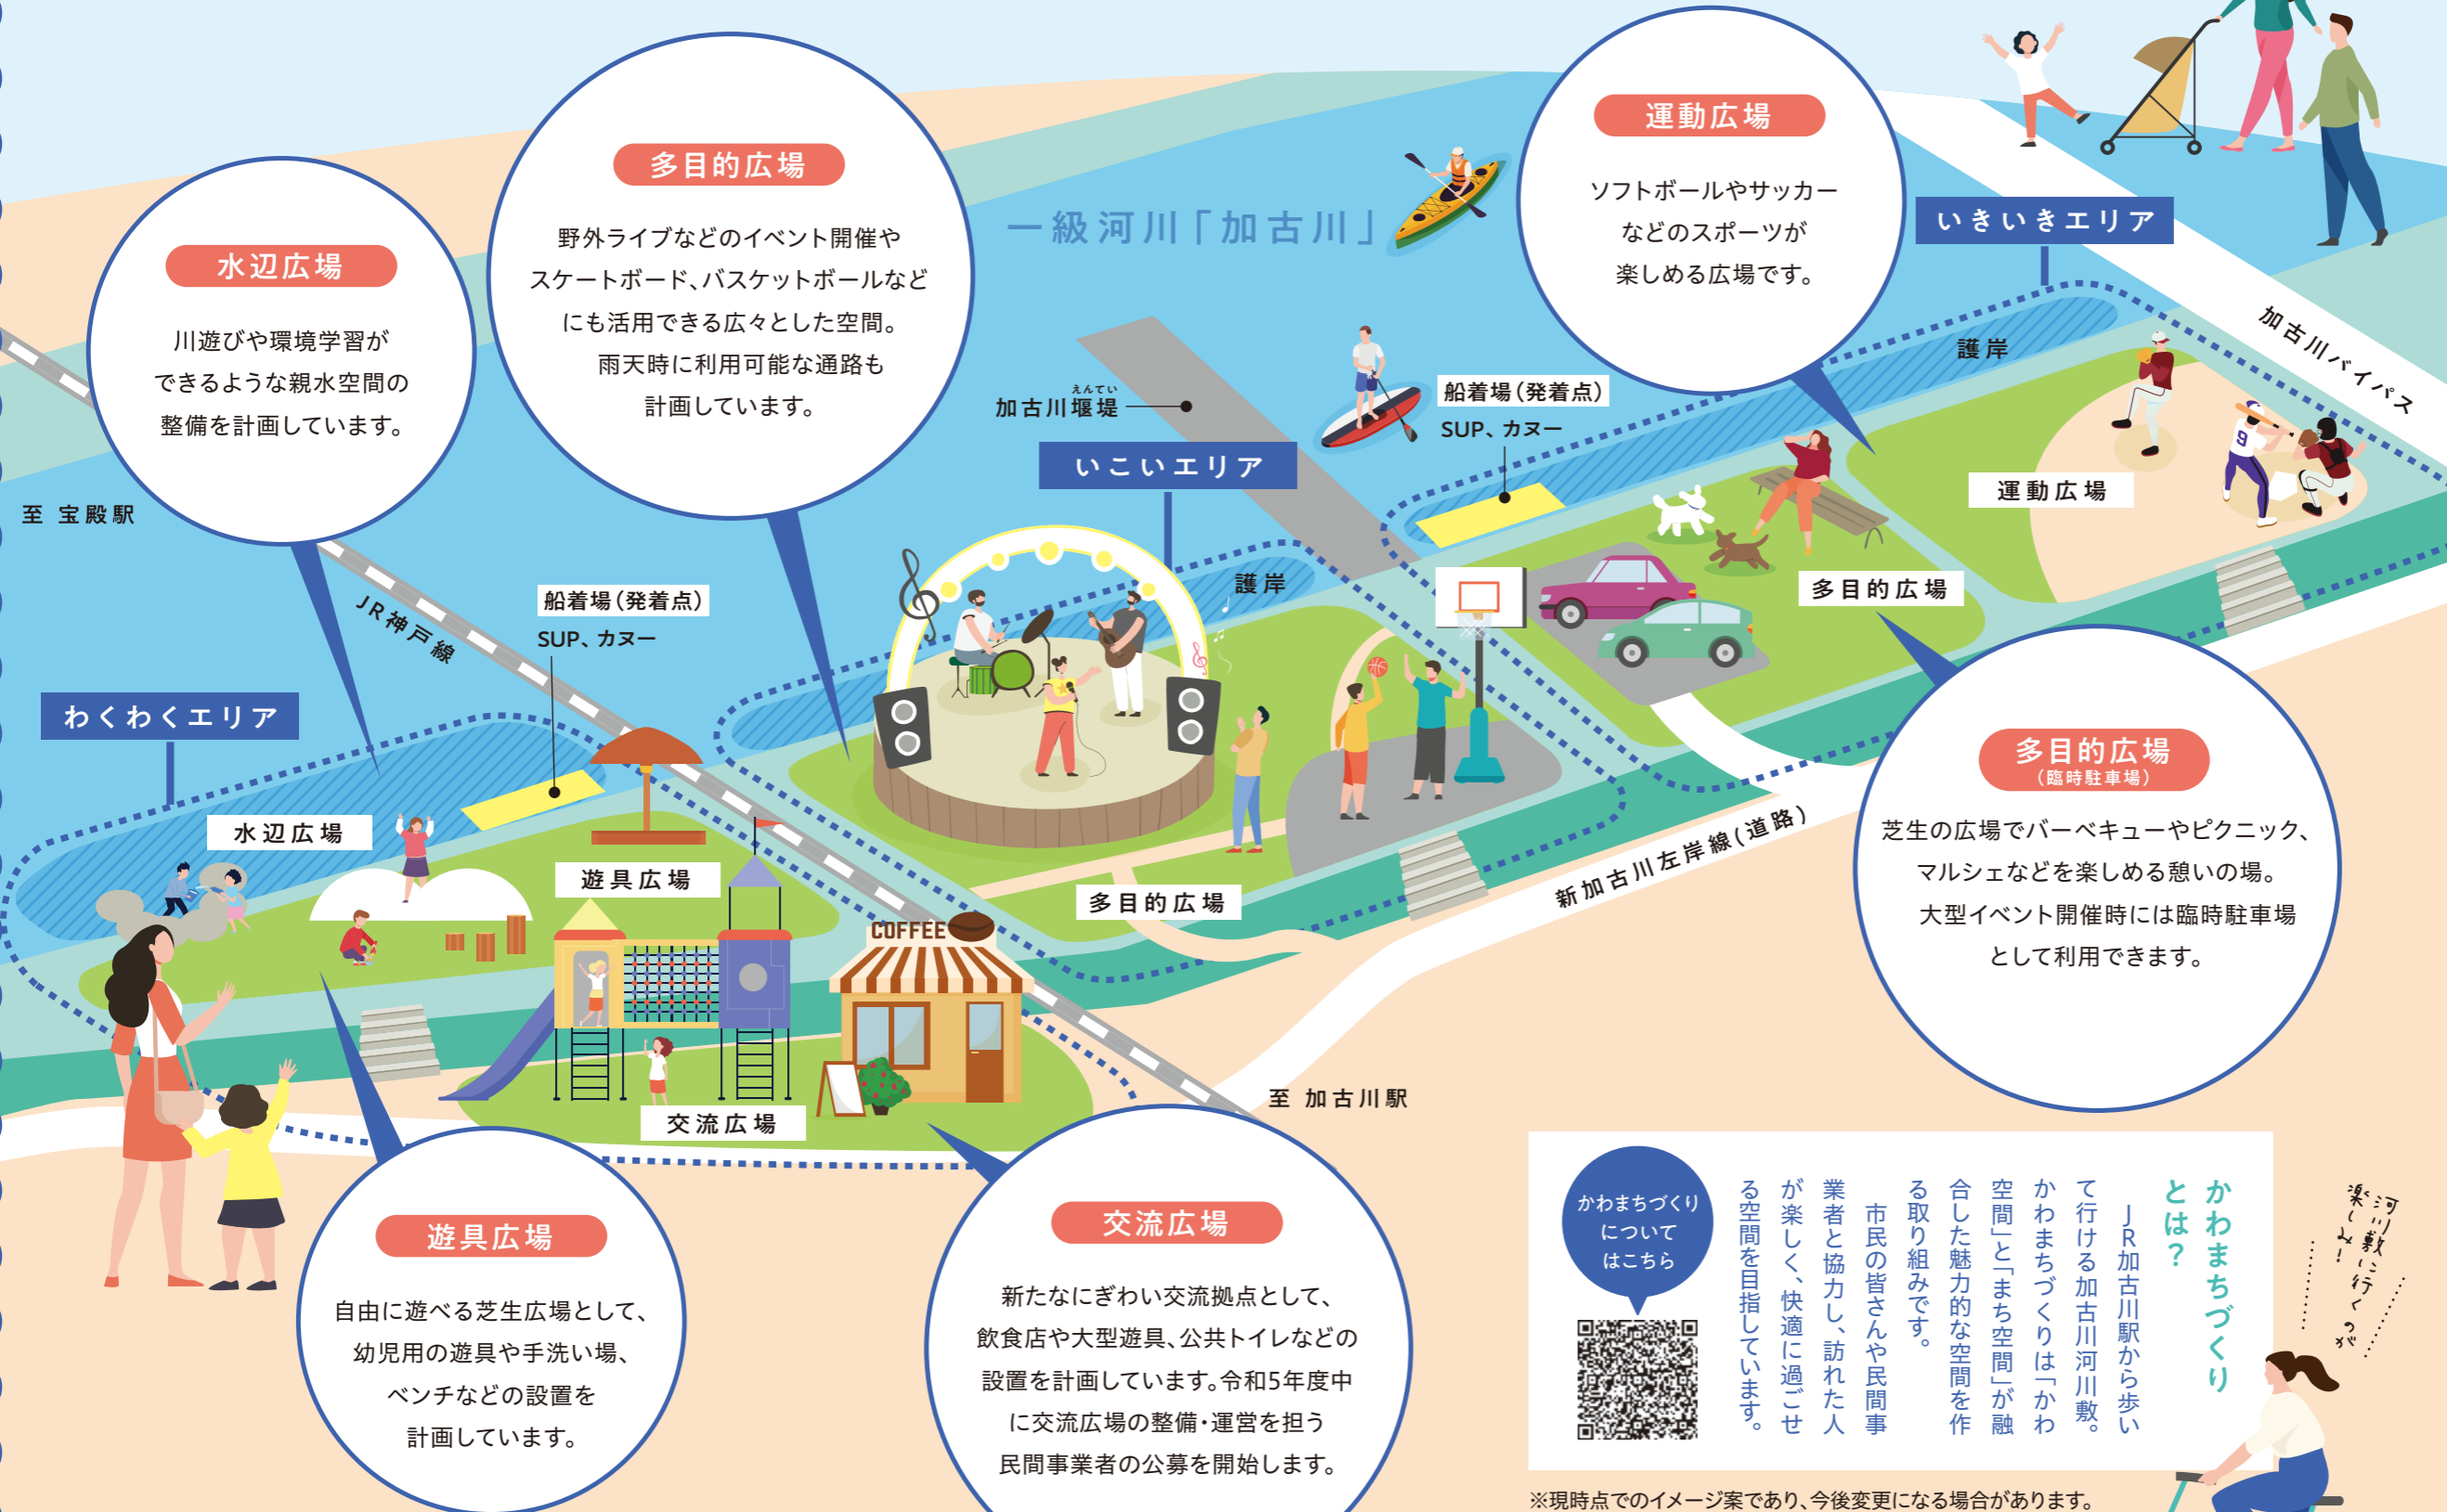 水辺広場
川遊びや環境学習が
できるような親水空間の
整備を計画しています。
多目的広場
野外ライブなどのイベント開催や
スケートボード、バスケットボールなど
にも活用できる広々とした空間。
雨天時に利用可能な通路も
計画しています。
一級河川「加古川」
運動広場
ソフトボールやサッカー
などのスポーツが
楽しめる広場です。
いきいきエリア
加古川バイパス
護岸
えんてい
加古川堰堤
船着場（発着点）
SUP、カヌー
いこいエリア
運動広場
至 宝殿駅
JR神戸線
船着場（発着点）
SUP、カヌー
護岸
多目的広場
わくわくエリア
水辺広場
遊具広場
多目的広場
新加古川左岸線（道路）
9
COFFEE
交流広場
至 加古川駅
多目的広場
（臨時駐車場）
芝生の広場でバーベキューやピクニック、
マルシェなどを楽しめる憩いの場。
大型イベント開催時には臨時駐車場
として利用できます。
遊具広場
自由に遊べる芝生広場として、
幼児用の遊具や手洗い場、
ベンチなどの設置を
計画しています。
交流広場
新たなにぎわい交流拠点として、
飲食店や大型遊具、公共トイレなどの
設置を計画しています。令和5年度中
に交流広場の整備・運営を担う
民間事業者の公募を開始します。
かわまちづくり
とは？
JR加古川駅から歩い
て行ける加古川河川敷。
かわまちづくりは「かわ
空間」と「まち空間」が融
合した魅力的な空間を作
る取り組みです。
市民の皆さんや民間事
業者と協力し、訪れた人
が楽しく、快適に過ごせ
る空間を目指しています。
かわまちづくり
について
はこちら
河川敷に行くのが
楽しみ！
※現時点でのイメージ案であり、今後変更になる場合があります。